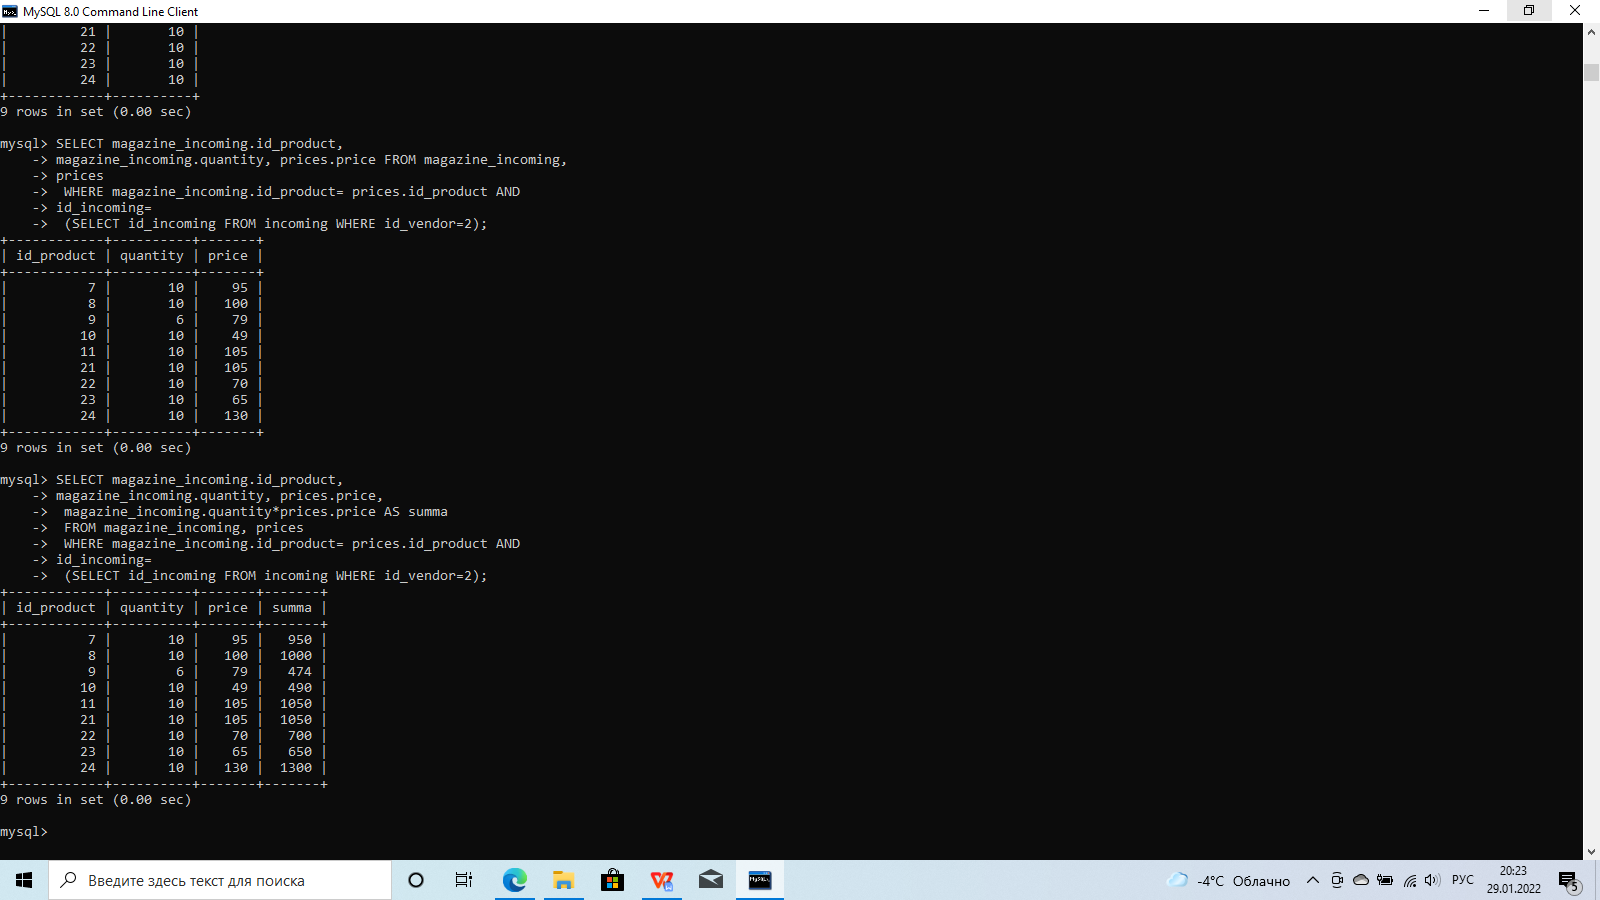 MySQL 8.0 Command Line Client
|         21 |       10 |
|         22 |       10 |
|         23 |       10 |
|         24 |       10 |
+------------+----------+
9 rows in set (0.00 sec)
mysql> SELECT magazine_incoming.id_product,
    -> magazine_incoming.quantity, prices.price FROM magazine_incoming,
    -> prices
    ->  WHERE magazine_incoming.id_product= prices.id_product AND
    -> id_incoming=
    ->  (SELECT id_incoming FROM incoming WHERE id_vendor=2);
+------------+----------+-------+
| id_product | quantity | price |
+------------+----------+-------+
|          7 |       10 |    95 |
|          8 |       10 |   100 |
|          9 |        6 |    79 |
|         10 |       10 |    49 |
|         11 |       10 |   105 |
|         21 |       10 |   105 |
|         22 |       10 |    70 |
|         23 |       10 |    65 |
|         24 |       10 |   130 |
+------------+----------+-------+
9 rows in set (0.00 sec)
mysql> SELECT magazine_incoming.id_product,
    -> magazine_incoming.quantity, prices.price,
    ->  magazine_incoming.quantity*prices.price AS summa
    ->  FROM magazine_incoming, prices
    ->  WHERE magazine_incoming.id_product= prices.id_product AND
    -> id_incoming=
    ->  (SELECT id_incoming FROM incoming WHERE id_vendor=2);
+------------+----------+-------+-------+
| id_product | quantity | price | summa |
+------------+----------+-------+-------+
|          7 |       10 |    95 |   950 |
|          8 |       10 |   100 |  1000 |
|          9 |        6 |    79 |   474 |
|         10 |       10 |    49 |   490 |
|         11 |       10 |   105 |  1050 |
|         21 |       10 |   105 |  1050 |
|         22 |       10 |    70 |   700 |
|         23 |       10 |    65 |   650 |
|         24 |       10 |   130 |  1300 |
+------------+----------+-------+-------+
9 rows in set (0.00 sec)
mysql>
Введите здесь текст для поиска
MySQL
-4°C Облачно
РУС
20:23
29.01.2022
5